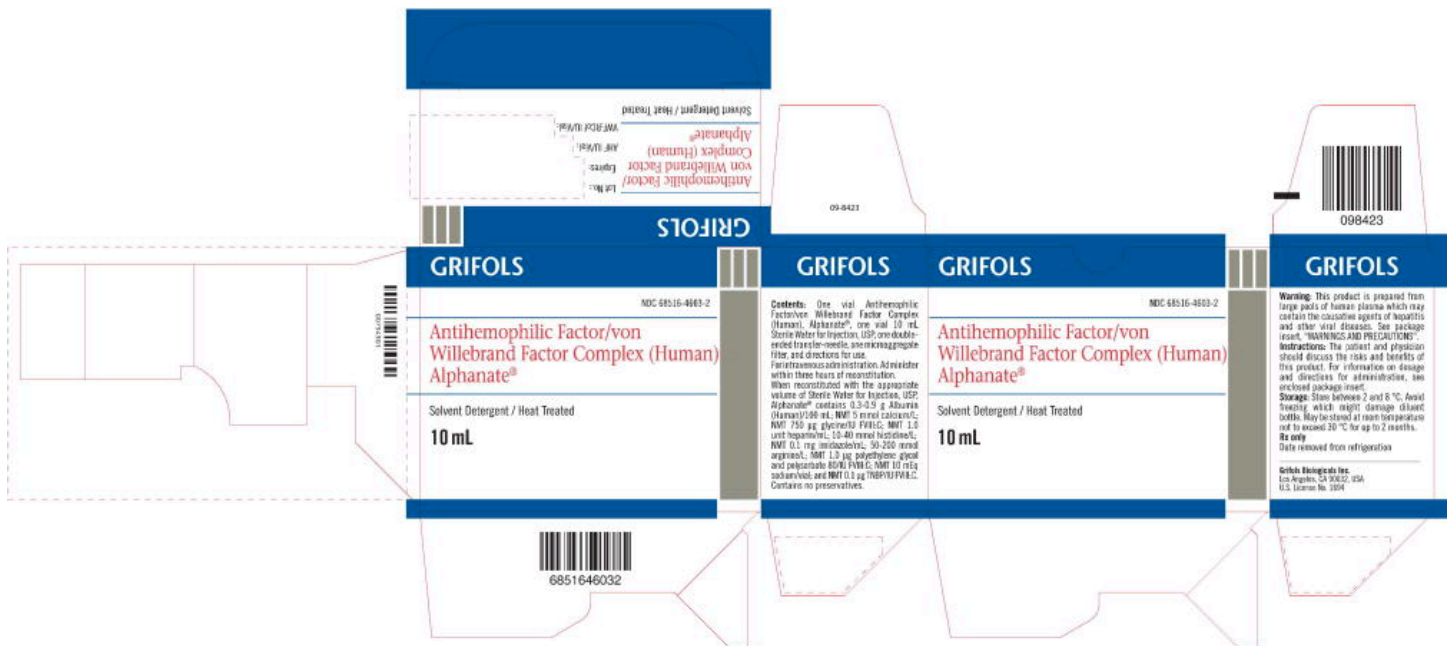 Solvent Detergent / Heat Treated
VWF:RCof IU/Vial:
AHF IU/Vial:
Expires:
Lot No.:
Antihemophilic Factor/
von Willebrand Factor
Complex (Human)
Alphanate®
GRIFOLS
09-8423
098423
GRIFOLS
NDC 68516-4603-2
Antihemophilic Factor/von
Willebrand Factor Complex (Human)
Alphanate®
Solvent Detergent / Heat Treated
10 mL
6851646032
GRIFOLS
Contents: One vial Antihemophilic
Factor/von Willebrand Factor Complex
(Human), Alphanate®, one vial 10 mL
Sterile Water for Injection, USP, one double-
ended transfer-needle, one microaggregate
filter, and directions for use.
For intravenous administration. Administer
within three hours of reconstitution.
When reconstituted with the appropriate
volume of Sterile Water for Injection, USP,
Alphanate® contains 0.3-0.9 g Albumin
(Human)/100 mL; NMT 5 mmol calcium/L;
NMT 750 µg glycine/IU FVIII:C; NMT 1.0
unit heparin/mL; 10-40 mmol histidine/L;
NMT 0.1 mg imidazole/mL; 50-200 mmol
arginine/L; NMT 1.0 µg polyethylene glycol
and polysorbate 80/IU FVIII:C; NMT 10 mEq
sodium/vial; and NMT 0.1 µg TNBP/IU FVIII:C.
Contains no preservatives.
GRIFOLS
NDC 68516-4603-2
Antihemophilic Factor/von
Willebrand Factor Complex (Human)
Alphanate®
Solvent Detergent / Heat Treated
10 mL
GRIFOLS
Warning: This product is prepared from
large pools of human plasma which may
contain the causative agents of hepatitis
and other viral diseases. See package
insert, "WARNINGS AND PRECAUTIONS".
Instructions: The patient and physician
should discuss the risks and benefits of
this product. For information on dosage
and directions for administration, see
enclosed package insert.
Storage: Store between 2 and 8 °C. Avoid
freezing which might damage diluent
bottle. May be stored at room temperature
not to exceed 30 °C for up to 2 months.
Rx only
Date removed from refrigeration
Grifols Biologicals Inc.
Los Angeles, CA 90032, USA
U.S. License No. 1694